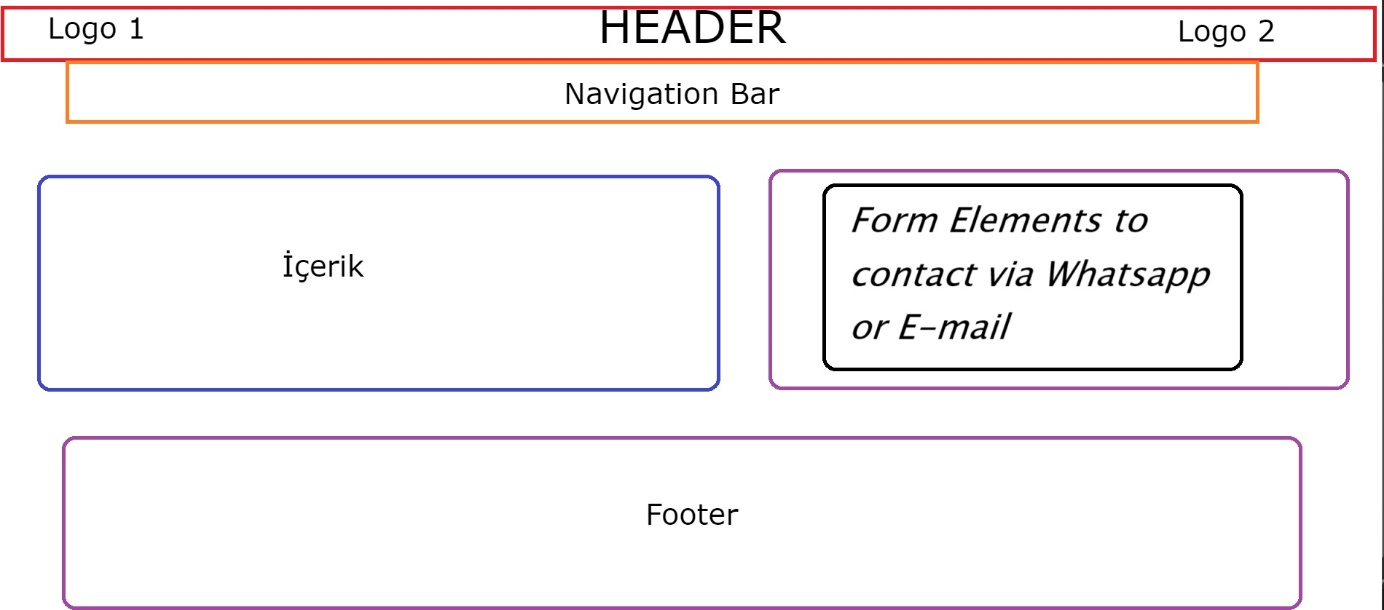 Logo 1
HEADER
Logo 2
Navigation Bar
İçerik
Form Elements to
contact via Whatsapp
or E-mail
Footer